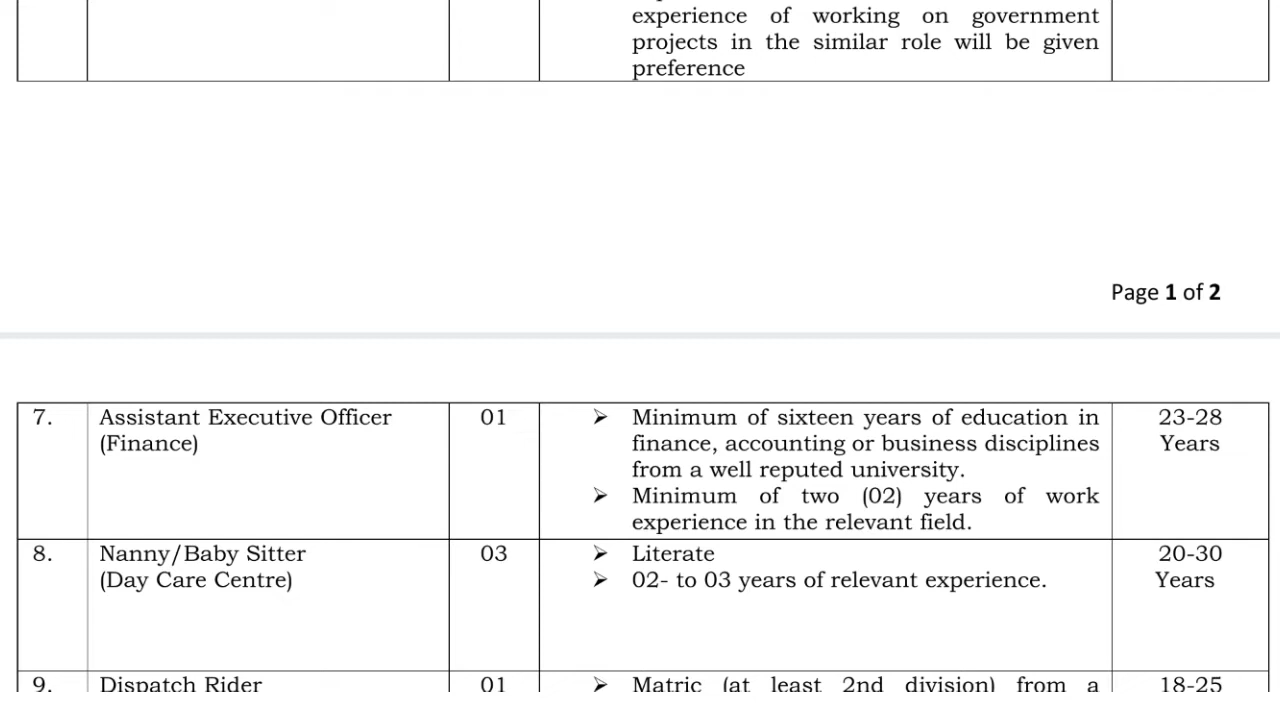 experience of working on government
projects in the similar role will be given
preference
Page 1 of 2
7. Assistant Executive Officer 01 ➢ Minimum of sixteen years of education in 23-28
(Finance) finance, accounting or business disciplines Years
from a well reputed university.
➢ Minimum of two (02) years of work
experience in the relevant field.
8. Nanny/Baby Sitter 03 ➢ Literate 20-30
(Day Care Centre) ➢ 02- to 03 years of relevant experience. Years
9. Dispatch Rider 01 ➢ Matric (at least 2nd division) from a 18-25